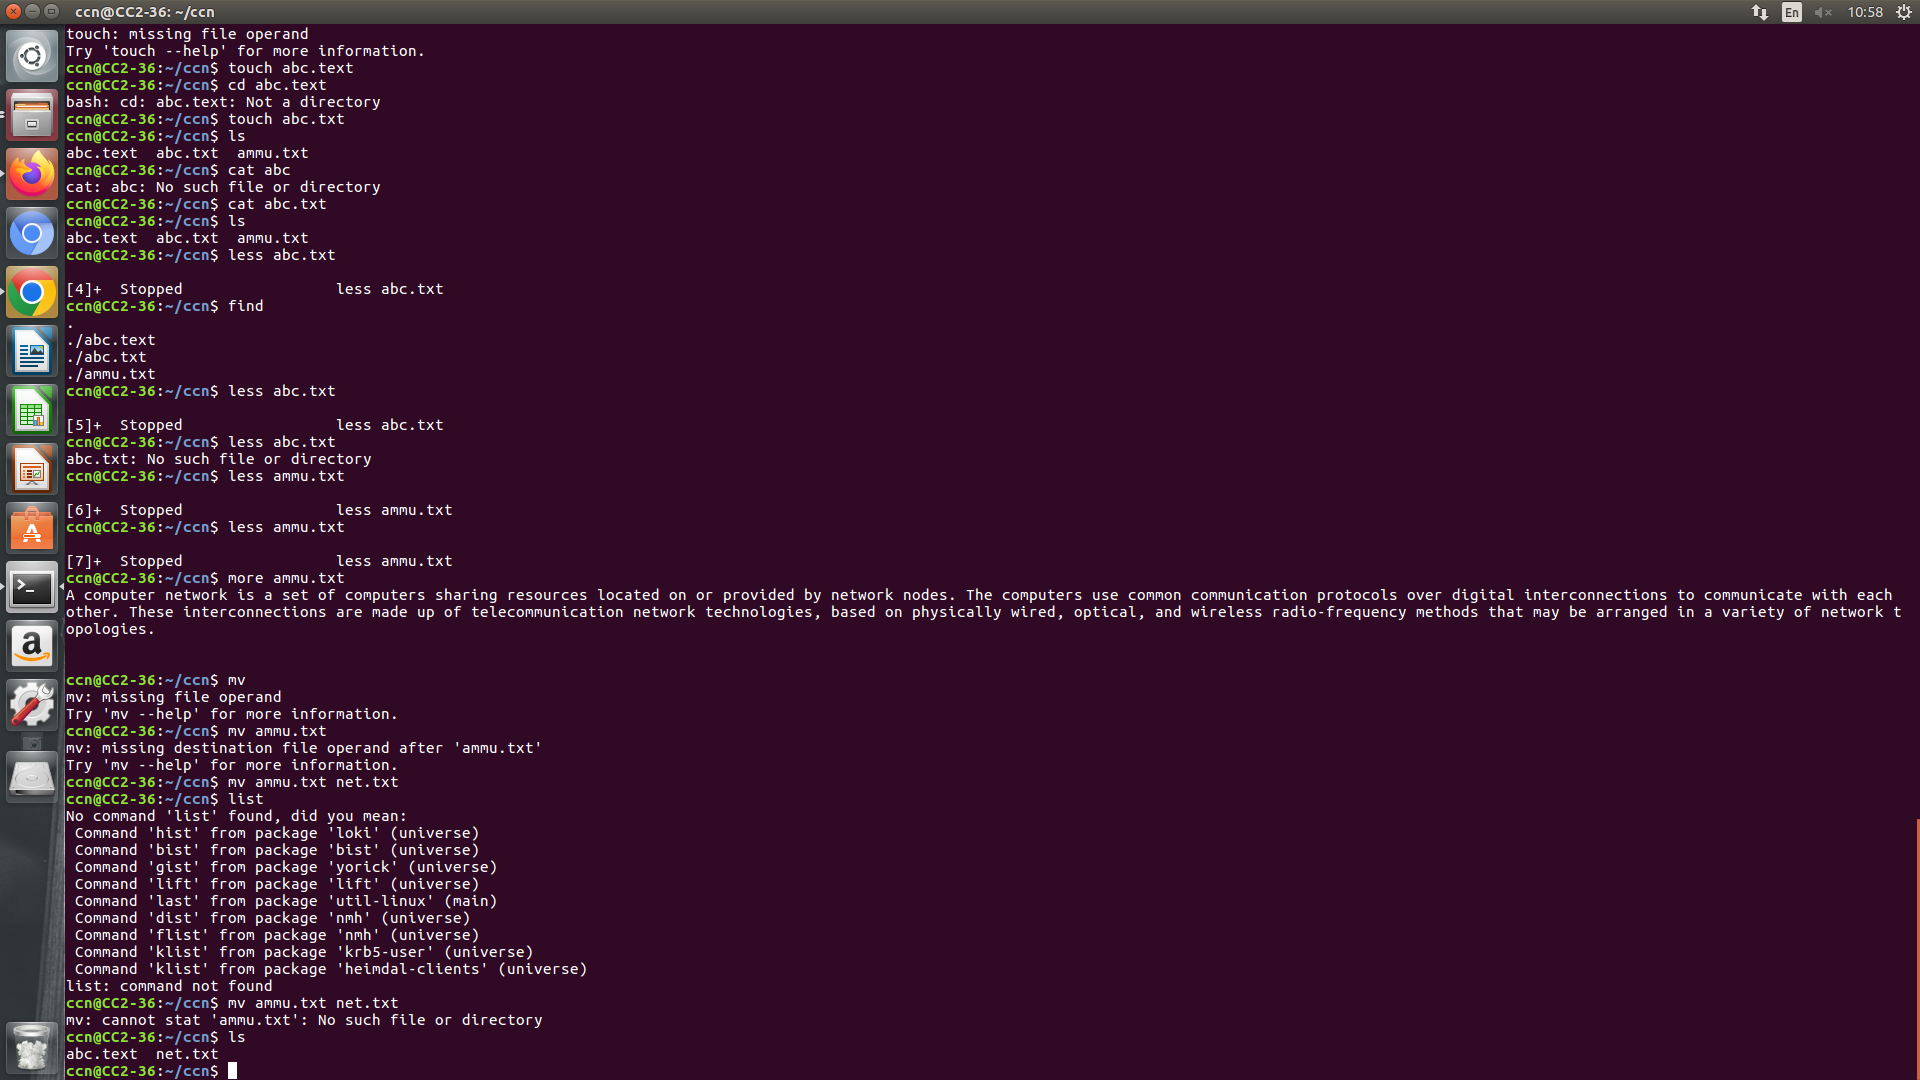 ccn@CC2-36: ~/ccn
En
10:58
touch: missing file operand
Try 'touch --help' for more information.
ccn@CC2-36:~/ccn$ touch abc.text
ccn@CC2-36:~/ccn$ cd abc.text
bash: cd: abc.text: Not a directory
ccn@CC2-36:~/ccn$ touch abc.txt
ccn@CC2-36:~/ccn$ ls
abc.text  abc.txt  ammu.txt
ccn@CC2-36:~/ccn$ cat abc
cat: abc: No such file or directory
ccn@CC2-36:~/ccn$ cat abc.txt
ccn@CC2-36:~/ccn$ ls
abc.text  abc.txt  ammu.txt
ccn@CC2-36:~/ccn$ less abc.txt
[4]+  Stopped                 less abc.txt
ccn@CC2-36:~/ccn$ find
.
./abc.text
./abc.txt
./ammu.txt
ccn@CC2-36:~/ccn$ less abc.txt
[5]+  Stopped                 less abc.txt
ccn@CC2-36:~/ccn$ less abc.txt
abc.txt: No such file or directory
ccn@CC2-36:~/ccn$ less ammu.txt
[6]+  Stopped                 less ammu.txt
ccn@CC2-36:~/ccn$ less ammu.txt
[7]+  Stopped                 less ammu.txt
ccn@CC2-36:~/ccn$ more ammu.txt
A computer network is a set of computers sharing resources located on or provided by network nodes. The computers use common communication protocols over digital interconnections to communicate with each
other. These interconnections are made up of telecommunication network technologies, based on physically wired, optical, and wireless radio-frequency methods that may be arranged in a variety of network t
opologies.
ccn@CC2-36:~/ccn$ mv
mv: missing file operand
Try 'mv --help' for more information.
ccn@CC2-36:~/ccn$ mv ammu.txt
mv: missing destination file operand after 'ammu.txt'
Try 'mv --help' for more information.
ccn@CC2-36:~/ccn$ mv ammu.txt net.txt
ccn@CC2-36:~/ccn$ list
No command 'list' found, did you mean:
 Command 'hist' from package 'loki' (universe)
 Command 'bist' from package 'bist' (universe)
 Command 'gist' from package 'yorick' (universe)
 Command 'lift' from package 'lift' (universe)
 Command 'last' from package 'util-linux' (main)
 Command 'dist' from package 'nmh' (universe)
 Command 'flist' from package 'nmh' (universe)
 Command 'klist' from package 'krb5-user' (universe)
 Command 'klist' from package 'heimdal-clients' (universe)
list: command not found
ccn@CC2-36:~/ccn$ mv ammu.txt net.txt
mv: cannot stat 'ammu.txt': No such file or directory
ccn@CC2-36:~/ccn$ ls
abc.text  net.txt
ccn@CC2-36:~/ccn$